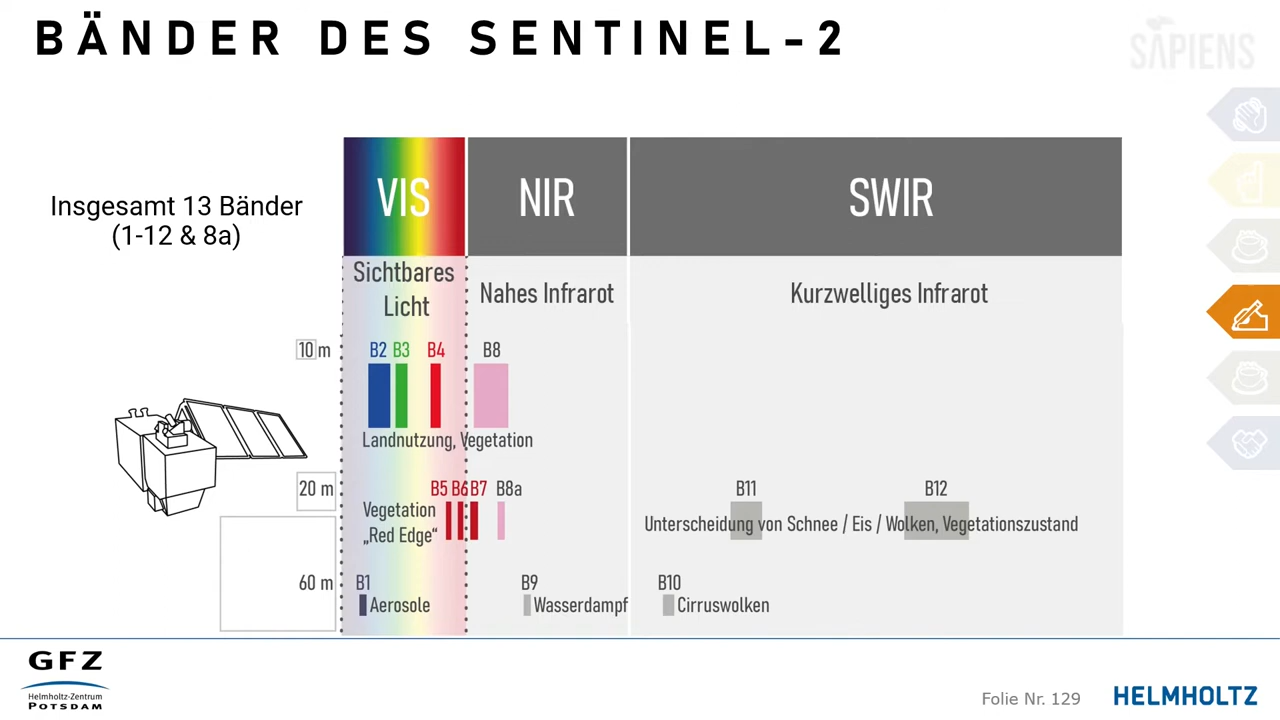 BÄNDER DES SENTINEL-2
SAPIENS
Insgesamt 13 Bänder
(1-12 & 8a)
VIS
NIR
SWIR
Sichtbares
Licht
Nahes Infrarot
Kurzwelliges Infrarot
10 m
B2 B3 B4 B8
Landnutzung, Vegetation
20 m
B5 B6 B7 B8a B11 B12
Vegetation
„Red Edge“
Unterscheidung von Schnee / Eis / Wolken, Vegetationszustand
60 m
B1 B9 B10
Aerosole Wasserdampf Cirruswolken
GFZ
Helmholtz-Zentrum
POTSDAM
Folie Nr. 129
HELMHOLTZ